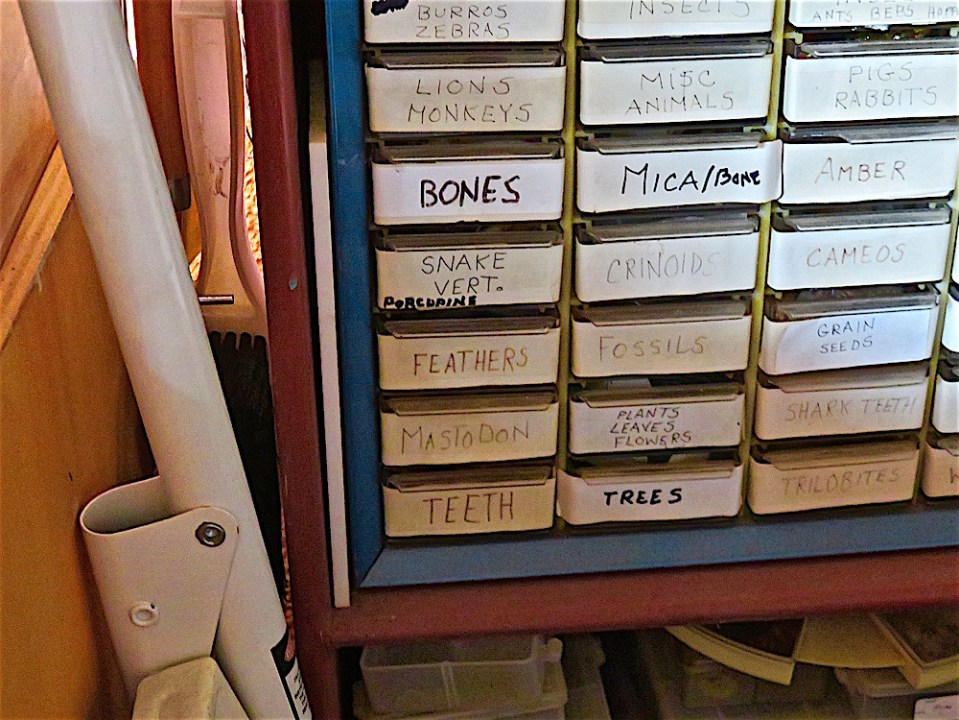 BURROS
ZEBRAS
INSECTS
ANTS BEES
LIONS
MONKEYS
MISC
ANIMALS
PIGS
RABBITS
BONES
MICA/BONE
AMBER
SNAKE
VERT.
PORCUPINE
CRINOIDS
CAMEOS
FEATHERS
FOSSILS
GRAIN
SEEDS
MASTODON
PLANTS
LEAVES
FLOWERS
SHARK TEETH
TEETH
TREES
TRILOBITES